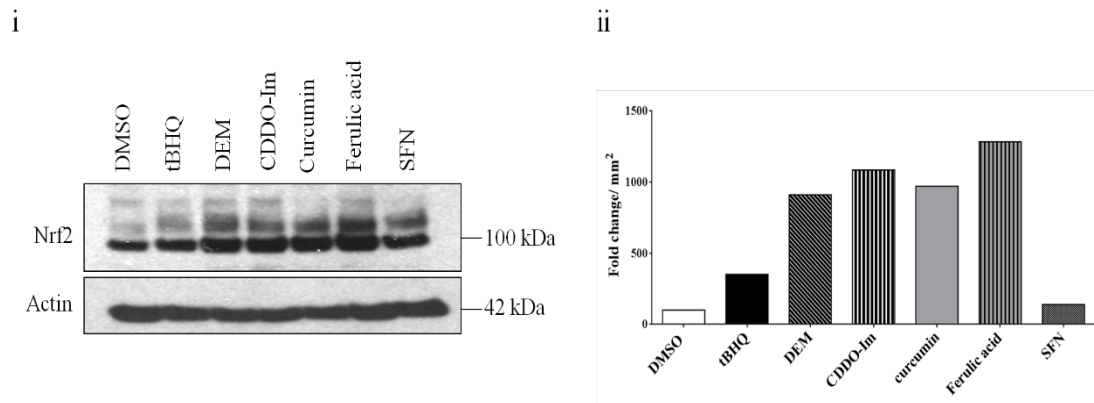 i
DMSO
tBHQ
DEM
CDDO-Im
Curcumin
Ferulic acid
SFN
Nrf2
100 kDa
Actin
42 kDa
ii
Fold change/ mm²
1500
1000
500
0
DMSO
tBHQ
DEM
CDDO-Im
curcumin
Ferulic acid
SFN